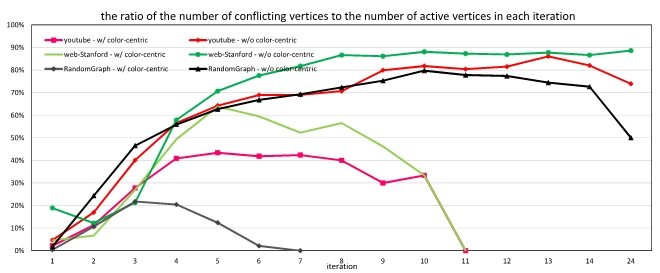 the ratio of the number of conflicting vertices to the number of active vertices in each iteration
100%
90%
80%
70%
60%
50%
40%
30%
20%
10%
0%
youtube - w/ color-centric
youtube - w/o color-centric
web-Stanford - w/ color-centric
web-Stanford - w/o color-centric
RandomGraph - w/ color-centric
RandomGraph - w/o color-centric
1 2 3 4 5 6 7 8 9 10 11 12 13 14 24
iteration